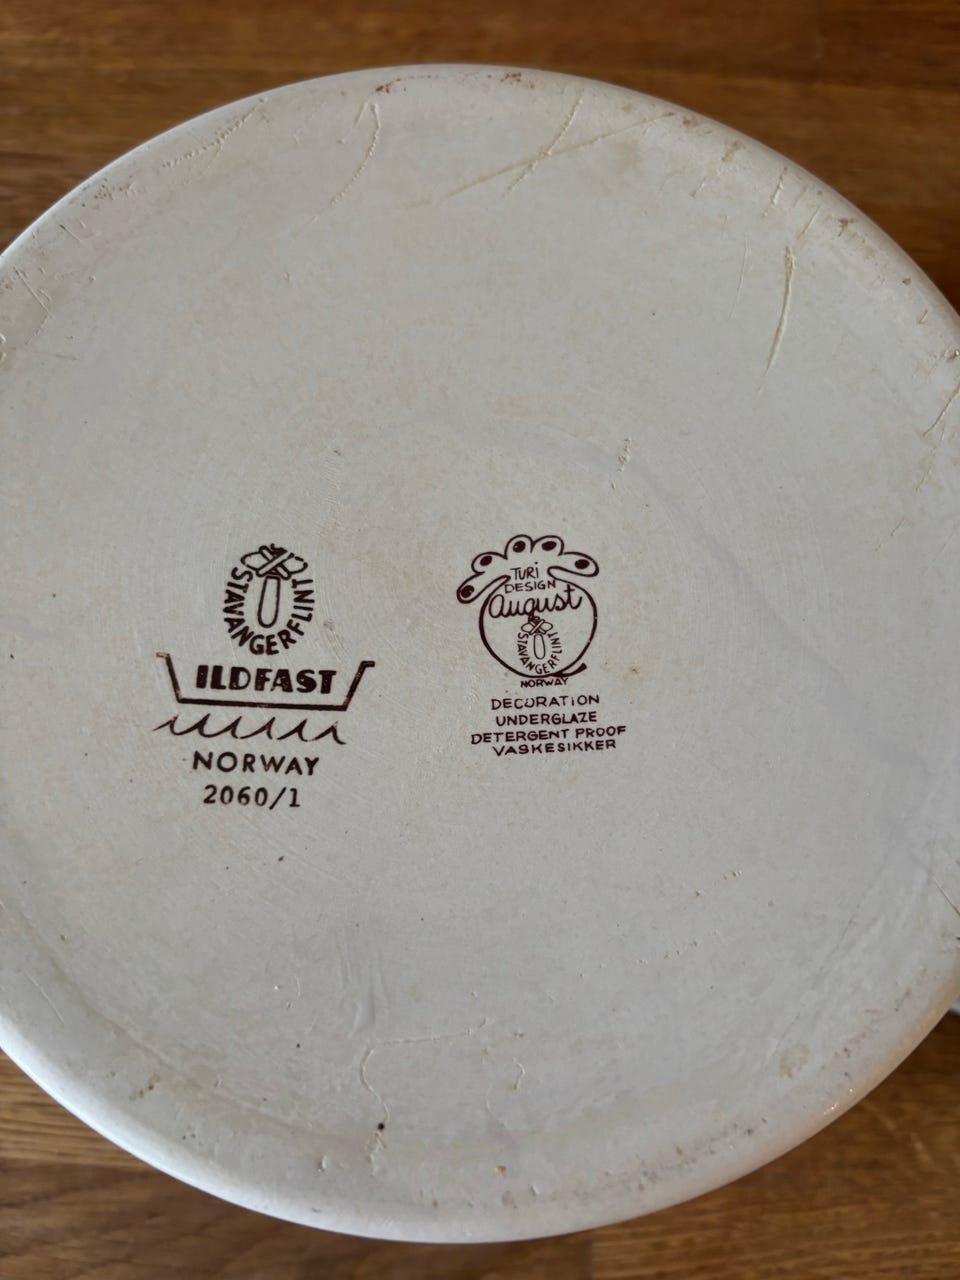 STAVANGERFLINT
ILDFAST
NORWAY
2060/1
TURI
DESIGN
August
STAVANGERFLINT
NORWAY
DECORATION
UNDERGLAZE
DETERGENT PROOF
VASKESIKKER